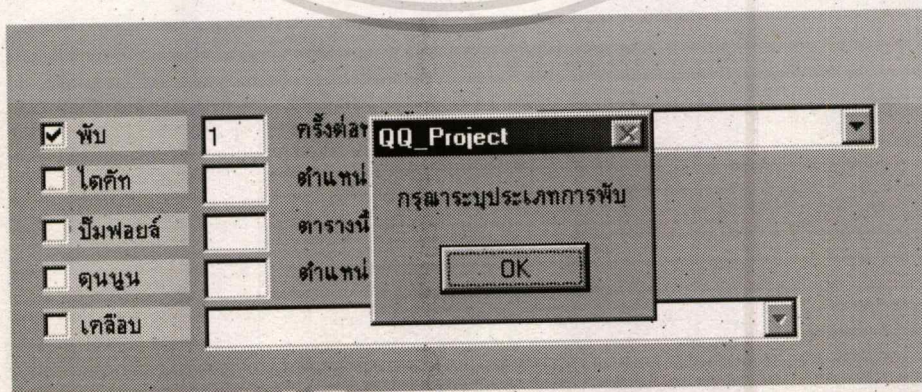 พับ 1 ครั้งต่อ
QQ_Project
ไดคัท ตำแหน่
กรุณาระบุประเภทการพับ
ปั๊มฟอยล์ ตารางนิ้
OK
ดุนนูน ตำแหน่
เคลือบ